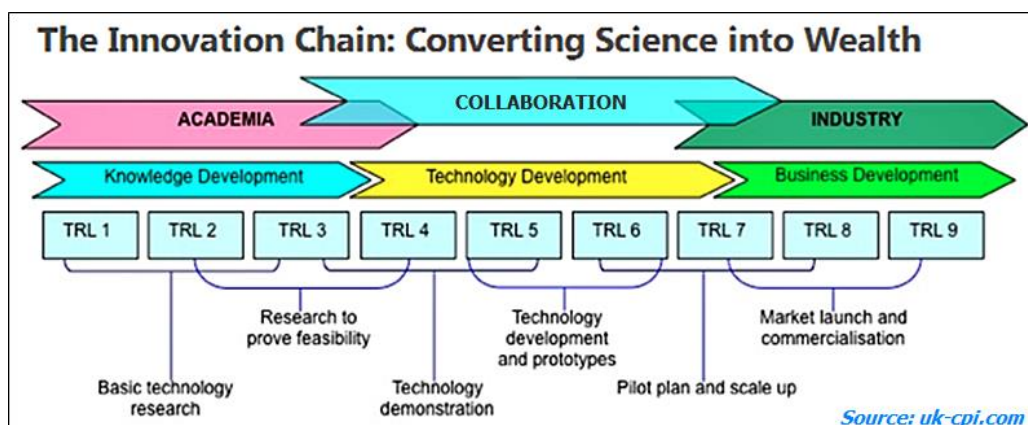 The Innovation Chain: Converting Science into Wealth
COLLABORATION
ACADEMIA
INDUSTRY
Knowledge Development
Technology Development
Business Development
TRL 1
TRL 2
TRL 3
TRL 4
TRL 5
TRL 6
TRL 7
TRL 8
TRL 9
Research to
prove feasibility
Technology
development
and prototypes
Market launch and
commercialisation
Basic technology
research
Technology
demonstration
Pilot plan and scale up
Source: uk-cpi.com